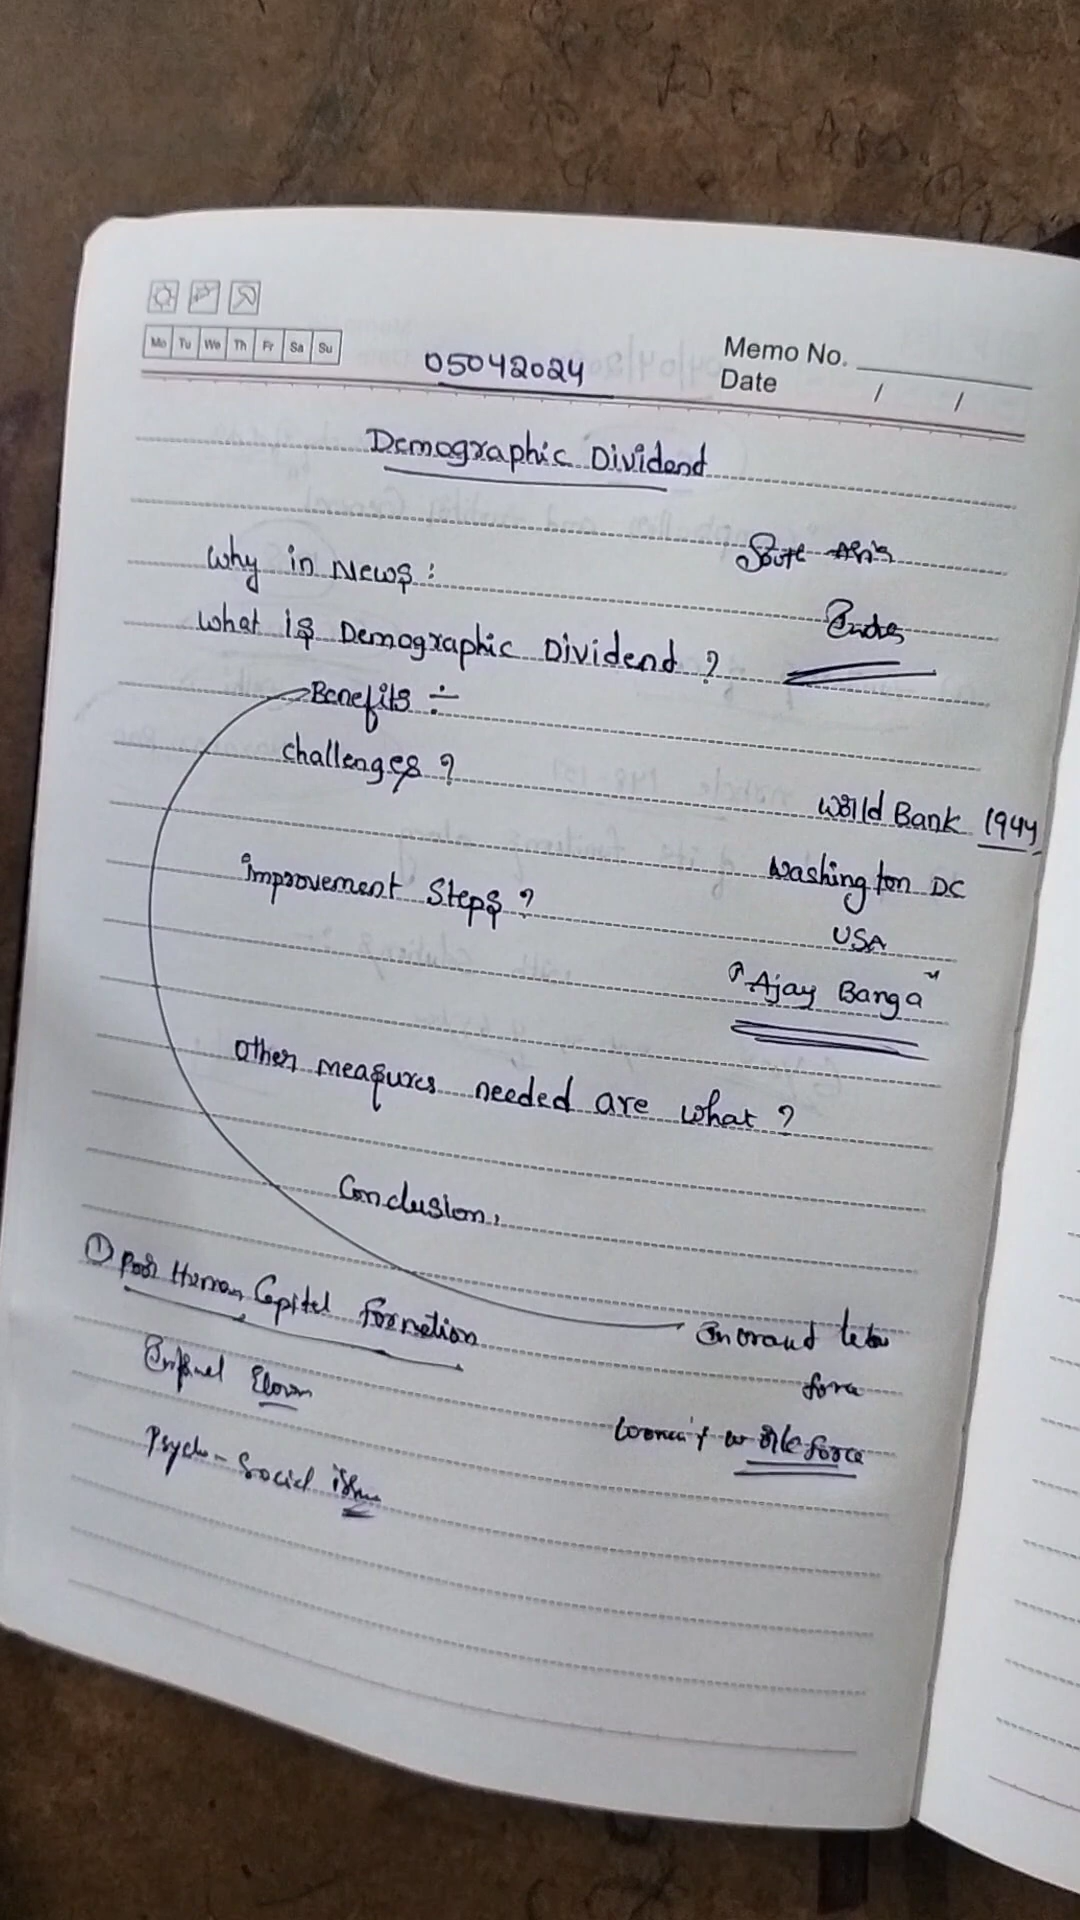 Mo Tu We Th Fr Sa Su
05042024
Memo No.
Date / /
Demographic Dividend
Why in News :
What is Demographic Dividend ?
Benefits ÷
challenges ?
World Bank 1944
Washington DC
USA
"Ajay Banga"
improvement Steps ?
Other measures needed are what ?
Conclusion,
① Poor Human Capital Formation
Psycho-Social issue
workforce